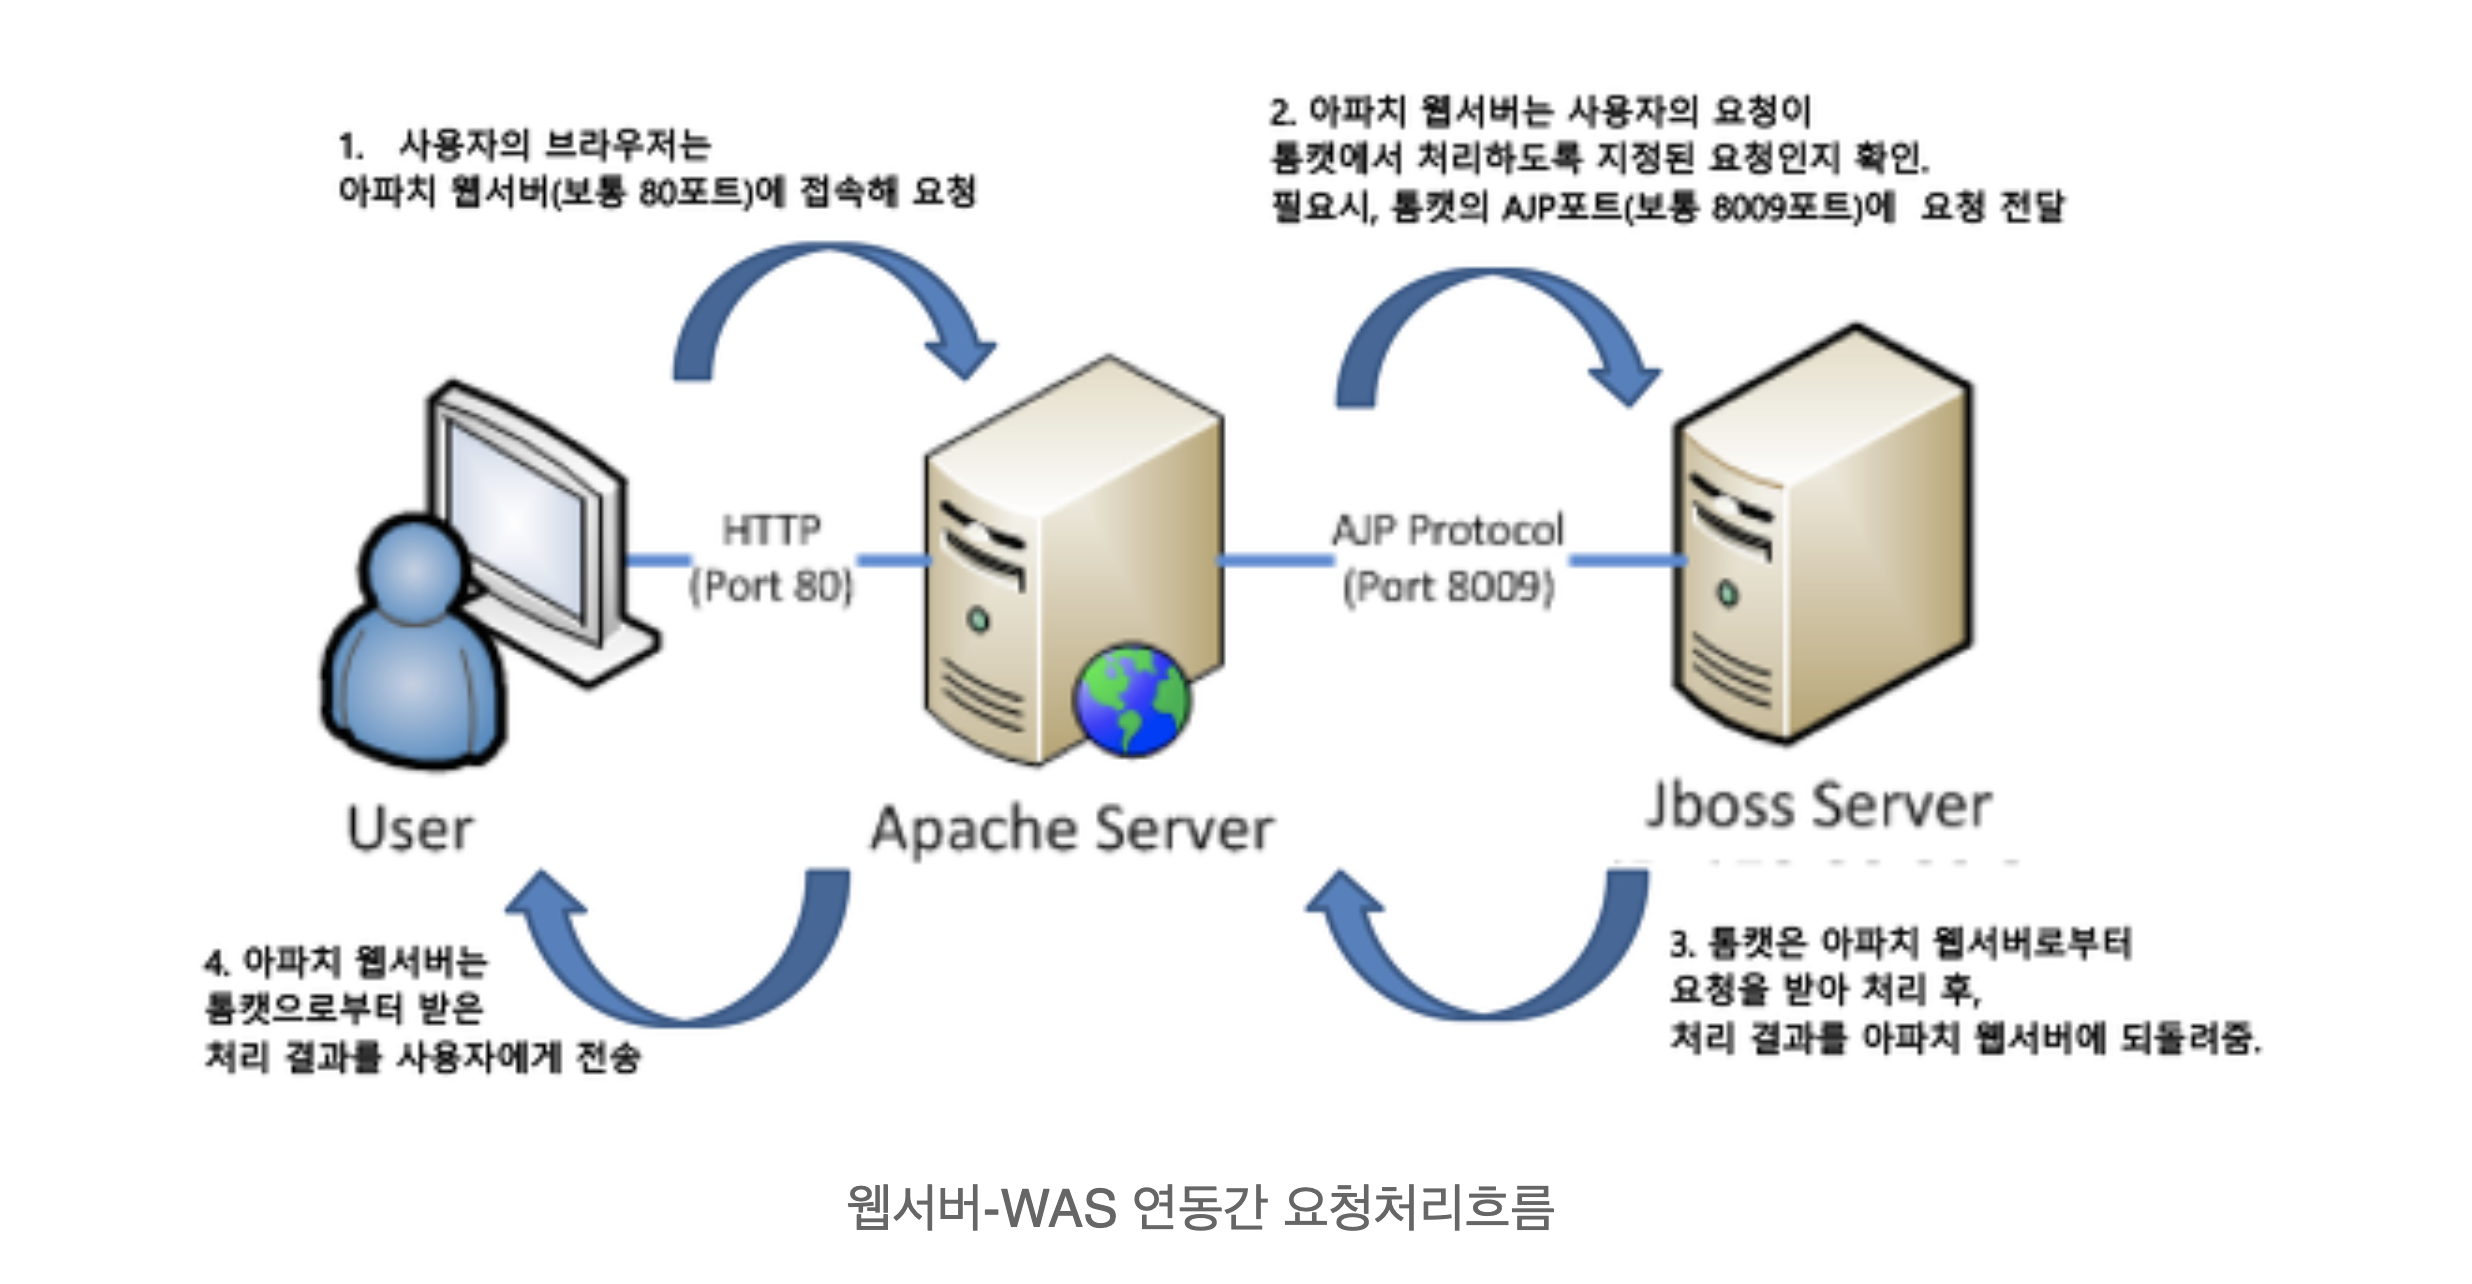 1. 사용자의 브라우저는
아파치 웹서버(보통 80포트)에 접속해 요청
2. 아파치 웹서버는 사용자의 요청이
톰캣에서 처리하도록 지정된 요청인지 확인.
필요시, 톰캣의 AJP포트(보통 8009포트)에 요청 전달
HTTP
(Port 80)
AJP Protocol
(Port 8009)
User
Apache Server
Jboss Server
3. 톰캣은 아파치 웹서버로부터
요청을 받아 처리 후,
처리 결과를 아파치 웹서버에 되돌려줌.
4. 아파치 웹서버는
톰캣으로부터 받은
처리 결과를 사용자에게 전송
웹서버-WAS 연동간 요청처리흐름